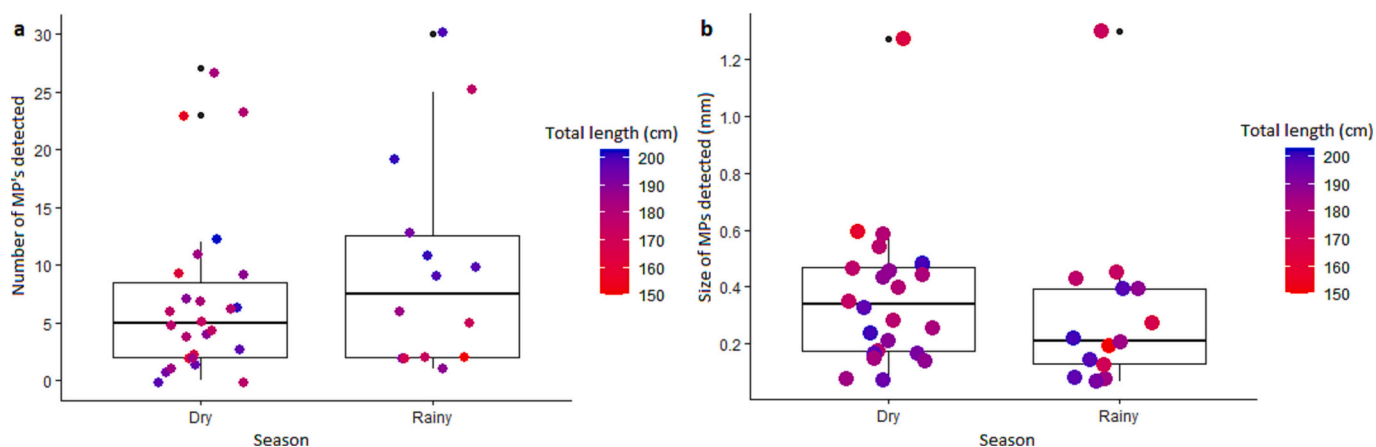 a
Number of MP's detected
30
25
20
15
10
5
0
Dry
Rainy
Season
Total length (cm)
200
190
180
170
160
150
b
Size of MPs detected (mm)
1.2
1.0
0.8
0.6
0.4
0.2
Dry
Rainy
Season
Total length (cm)
200
190
180
170
160
150